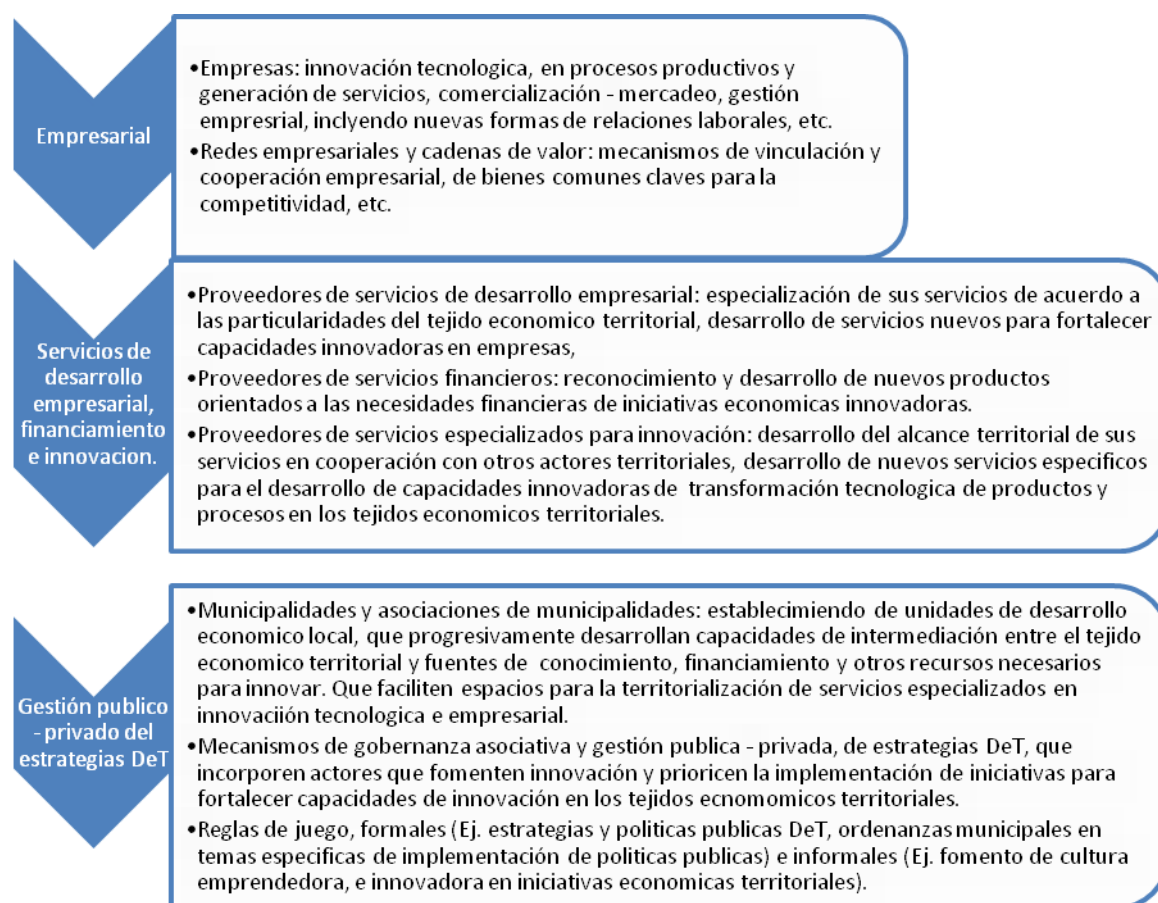 Empresarial
•Empresas: innovación tecnologica, en procesos productivos y
generación de servicios, comercialización - mercadeo, gestión
empresrial, inclyendo nuevas formas de relaciones laborales, etc.
•Redes empresariales y cadenas de valor: mecanismos de vinculación y
cooperación empresarial, de bienes comunes claves para la
competitividad, etc.
Servicios de
desarrollo
empresarial,
financiamiento
e innovacion.
•Proveedores de servicios de desarrollo empresarial: especialización de sus servicios de acuerdo a
las particularidades del tejido economico territorial, desarrollo de servicios nuevos para fortalecer
capacidades innovadoras en empresas,
•Proveedores de servicios financieros: reconocimiento y desarrollo de nuevos productos
orientados a las necesidades financieras de iniciativas economicas innovadoras.
•Proveedores de servicios especializados para innovación: desarrollo del alcance territorial de sus
servicios en cooperación con otros actores territoriales, desarrollo de nuevos servicios especificos
para el desarrollo de capacidades innovadoras de transformación tecnologica de productos y
procesos en los tejidos economicos territoriales.
Gestión publico
- privado del
estrategias DeT
•Municipalidades y asociaciones de municipalidades: establecimiendo de unidades de desarrollo
economico local, que progresivamente desarrollan capacidades de intermediación entre el tejido
economico territorial y fuentes de conocimiento, financiamiento y otros recursos necesarios
para innovar. Que faciliten espacios para la territorialización de servicios especializados en
innovaciión tecnologica e empresarial.
•Mecanismos de gobernanza asociativa y gestión publica - privada, de estrategias DeT, que
incorporen actores que fomenten innovación y prioricen la implementación de iniciativas para
fortalecer capacidades de innovación en los tejidos ecnomomicos territoriales.
•Reglas de juego, formales (Ej. estrategias y politicas publicas DeT, ordenanzas municipales en
temas especificas de implementación de politicas publicas) e informales (Ej. fomento de cultura
emprendedora, e innovadora en iniciativas economicas territoriales).